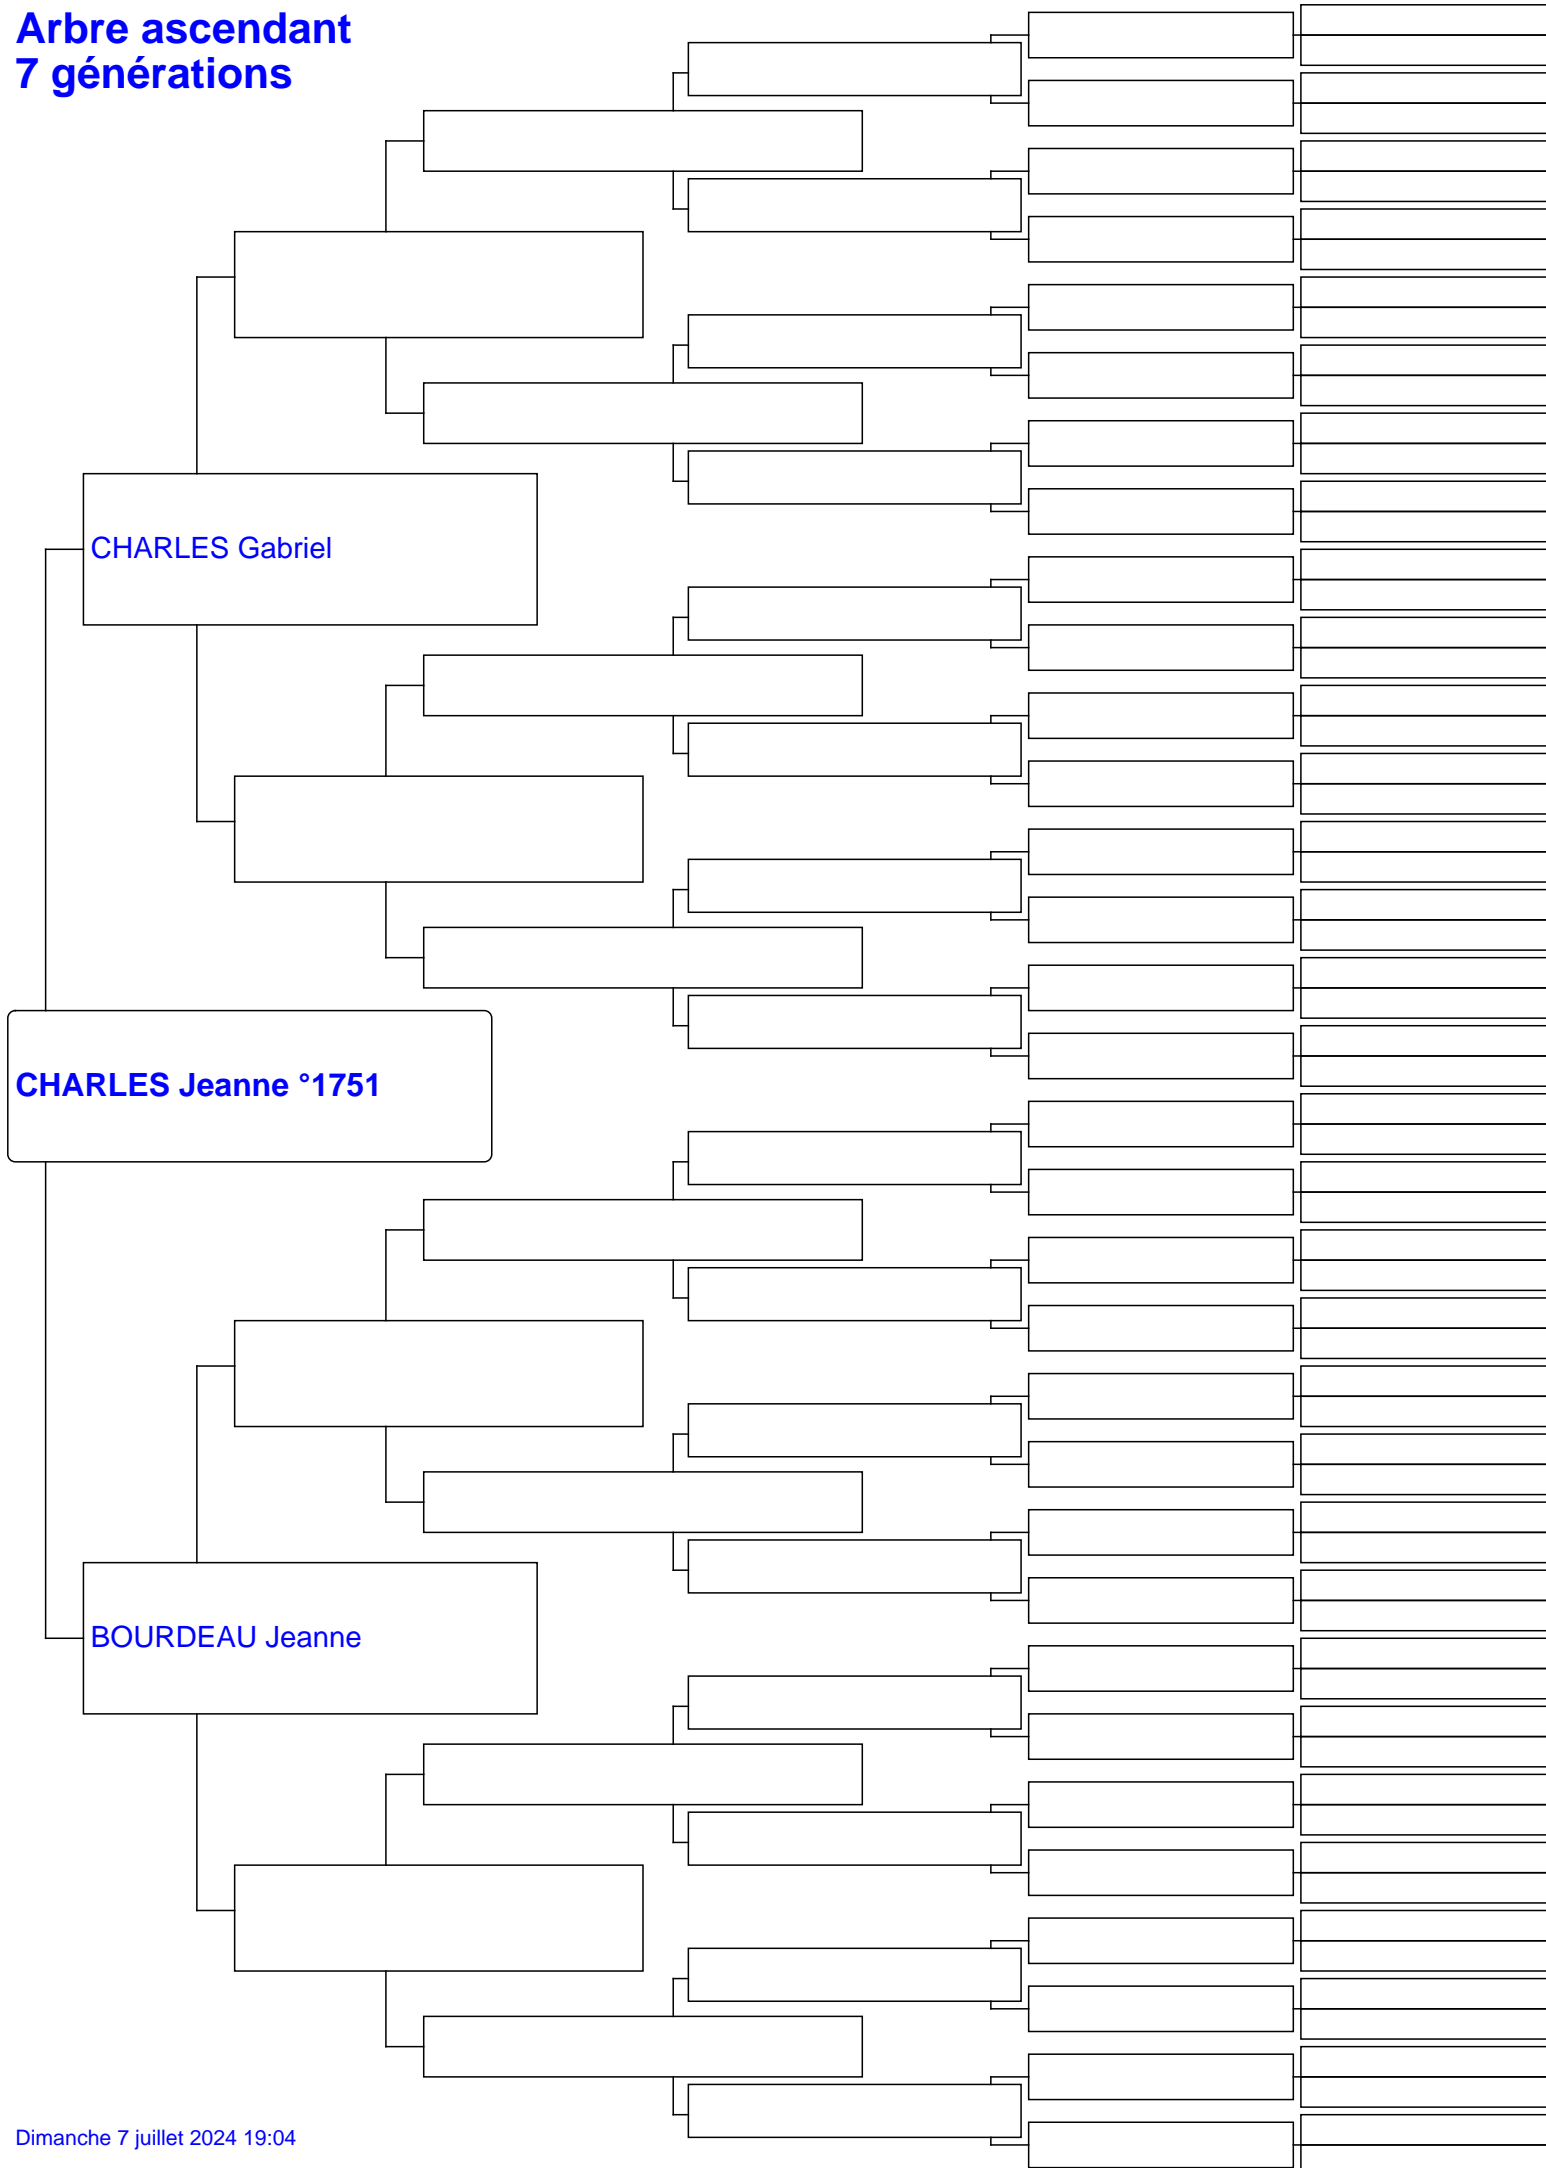 Arbre ascendant
7 générations
CHARLES Gabriel
CHARLES Jeanne °1751
BOURDEAU Jeanne
Dimanche 7 juillet 2024 19:04